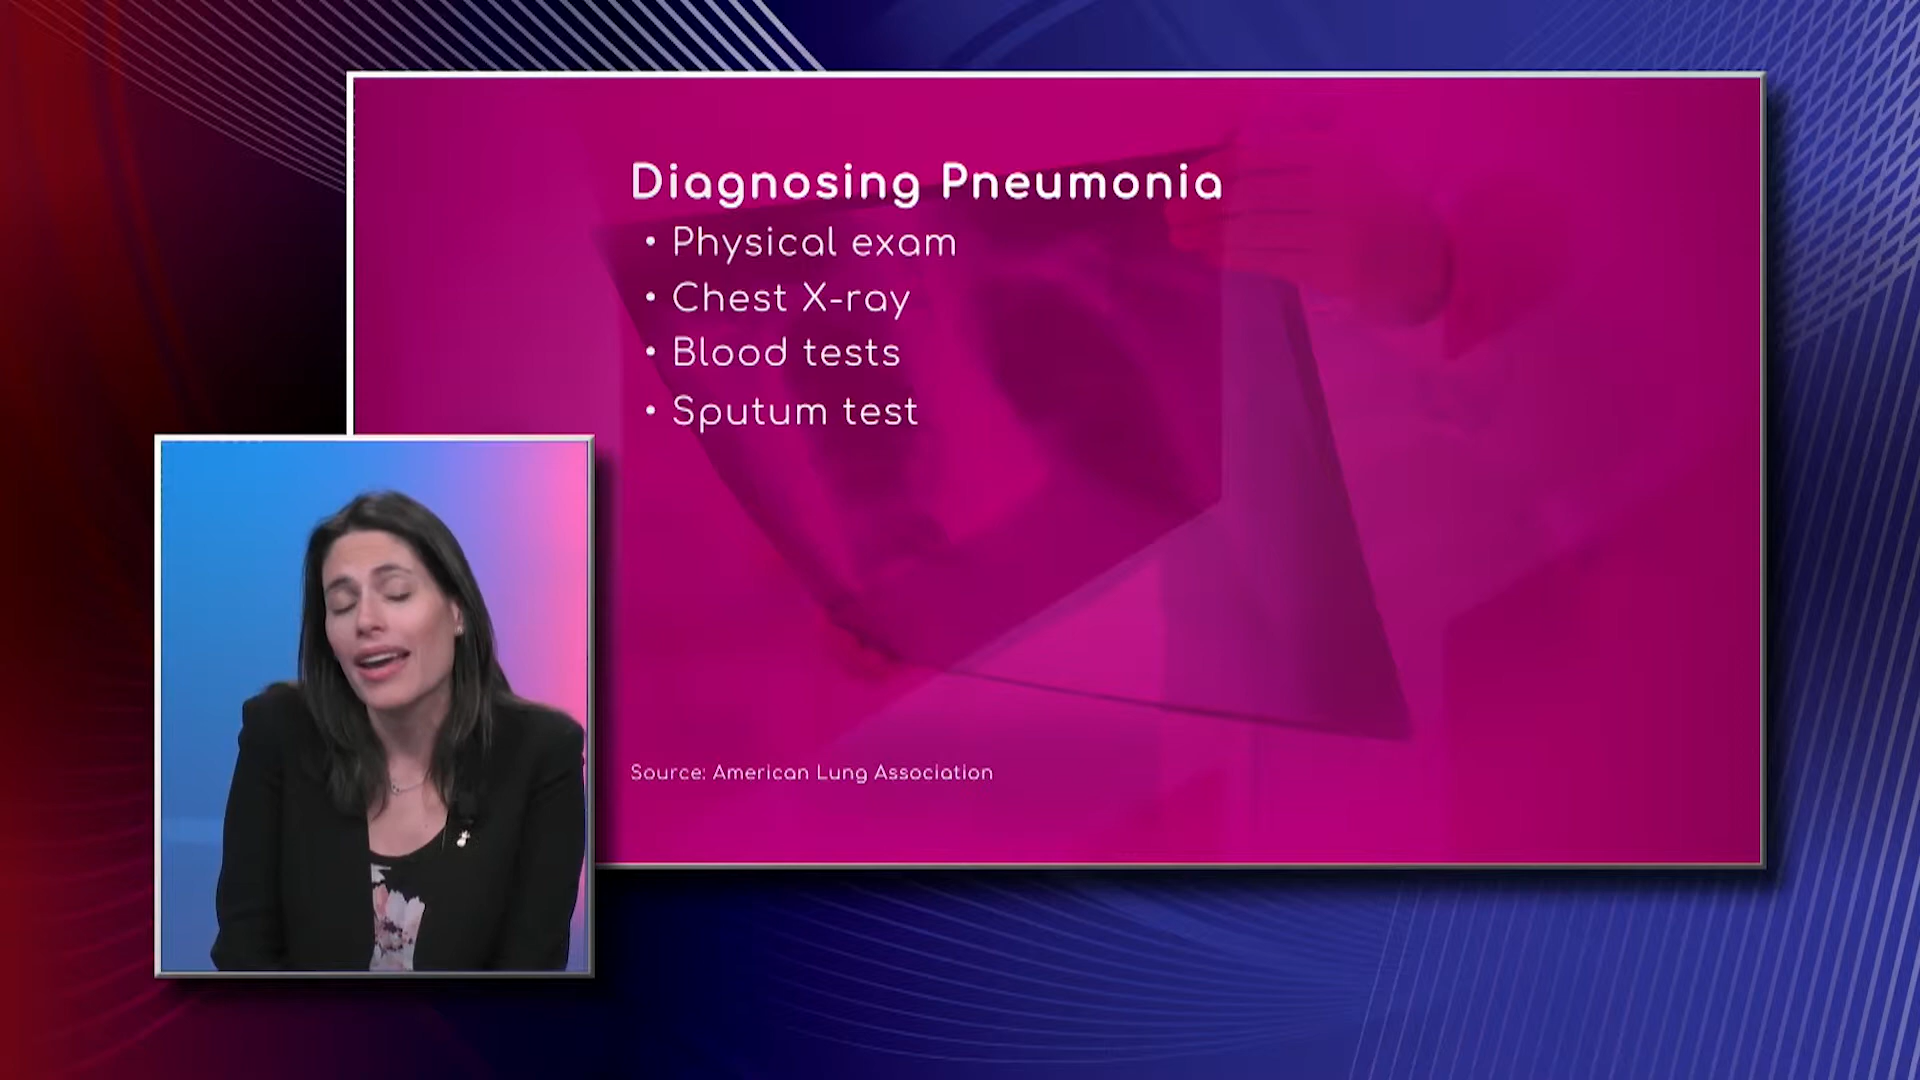 Diagnosing Pneumonia
• Physical exam
• Chest X-ray
• Blood tests
• Sputum test
Source: American Lung Association